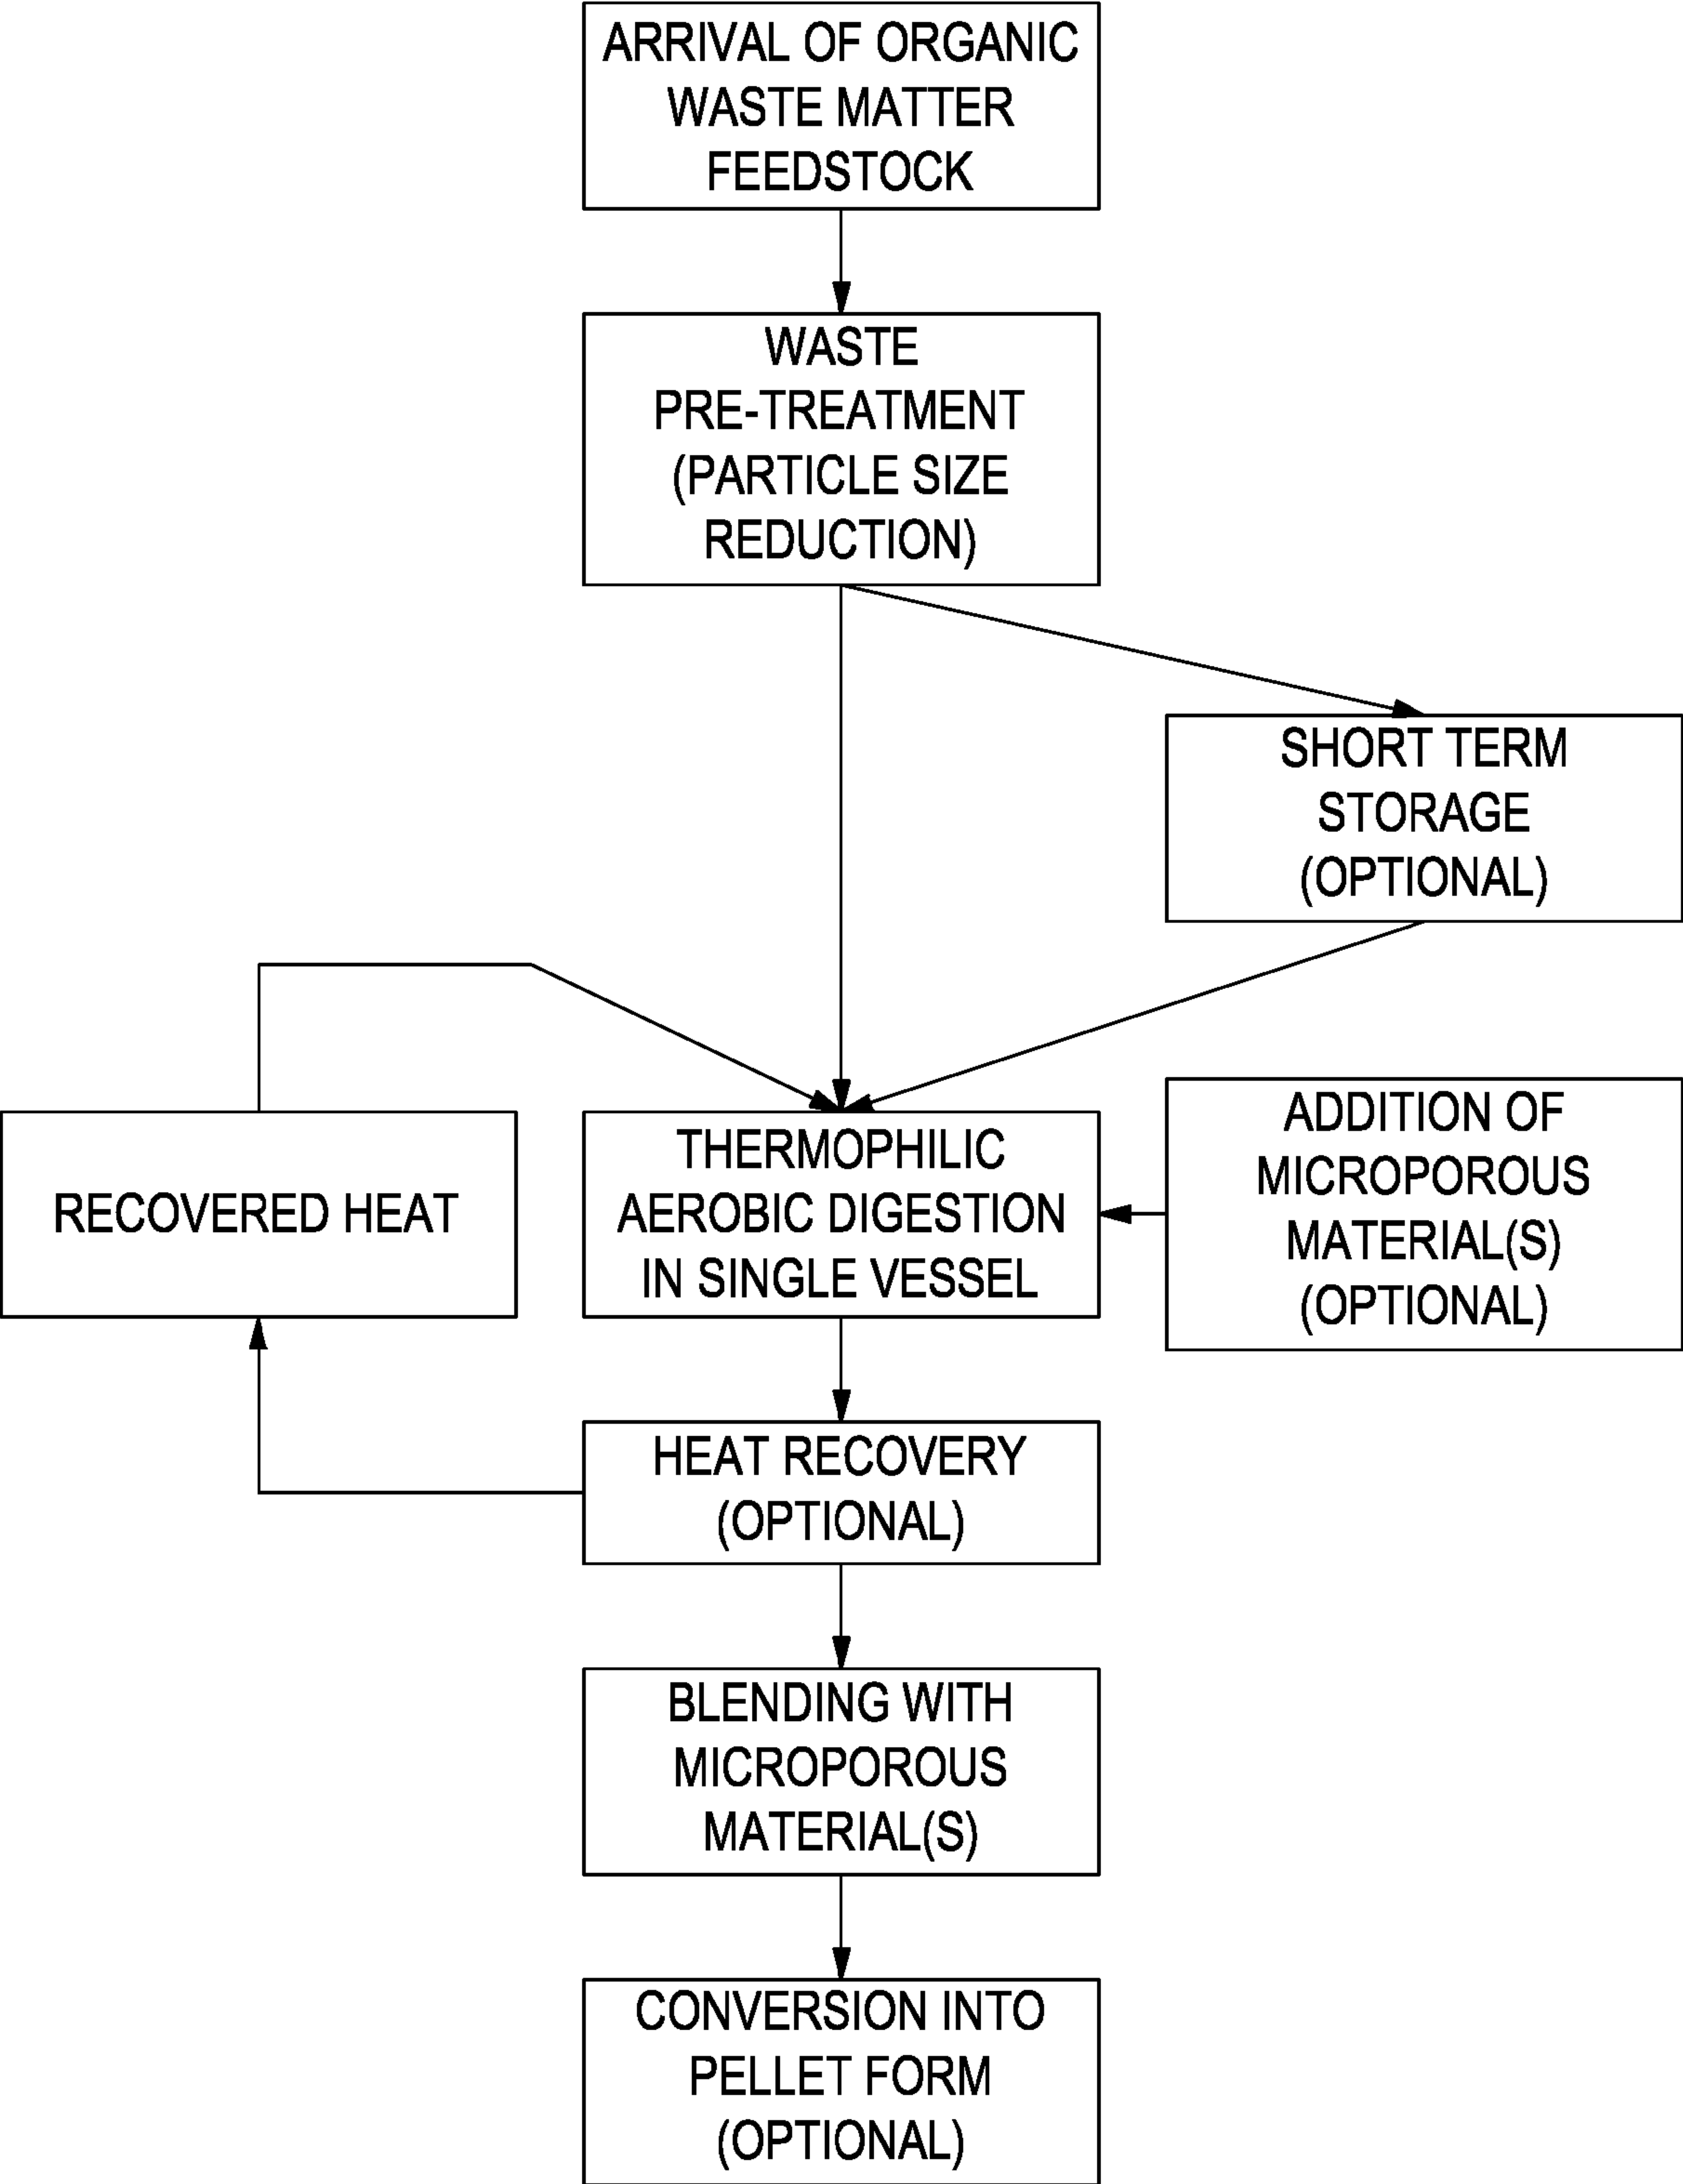 ARRIVAL OF ORGANIC
WASTE MATTER
FEEDSTOCK
WASTE
PRE-TREATMENT
(PARTICLE SIZE
REDUCTION)
SHORT TERM
STORAGE
(OPTIONAL)
RECOVERED HEAT
THERMOPHILIC
AEROBIC DIGESTION
IN SINGLE VESSEL
ADDITION OF
MICROPOROUS
MATERIAL(S)
(OPTIONAL)
HEAT RECOVERY
(OPTIONAL)
BLENDING WITH
MICROPOROUS
MATERIAL(S)
CONVERSION INTO
PELLET FORM
(OPTIONAL)